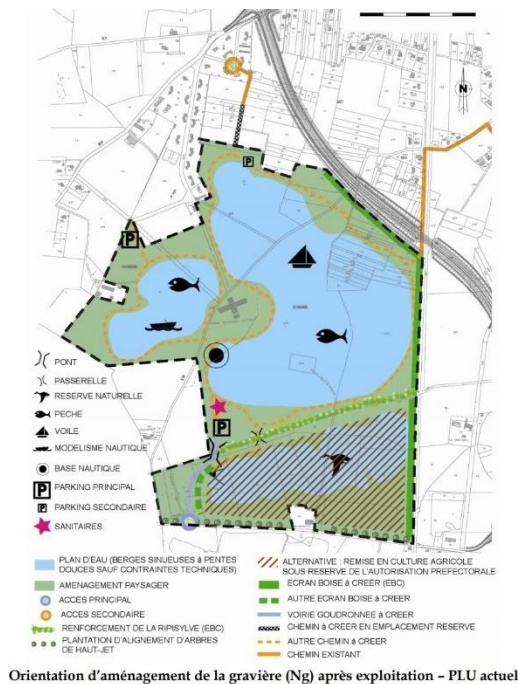 N
P
P
P
PONT
PASSERELLE
RESERVE NATURELLE
PECHE
VOILE
MODELISME NAUTIQUE
BASE NAUTIQUE
P PARKING PRINCIPAL
P PARKING SECONDAIRE
SANITAIRES
PLAN D'EAU (BERGES SINUEUSES à PENTES
DOUCES SAUF CONTRAINTES TECHNIQUES)
AMENAGEMENT PAYSAGER
ACCES PRINCIPAL
ACCES SECONDAIRE
RENFORCEMENT DE LA RIPISYLVE (EBC)
PLANTATION D'ALIGNEMENT D'ARBRES
DE HAUT-JET
ALTERNATIVE : REMISE EN CULTURE AGRICOLE
SOUS RESERVE DE L'AUTORISATION PREFECTORALE
ECRAN BOISE à CREER (EBC)
AUTRE ECRAN BOISE à CREER
VOIRIE GOUDRONNEE à CREER
CHEMIN à CREER EN EMPLACEMENT RESERVE
AUTRE CHEMIN à CREER
CHEMIN EXISTANT
Orientation d'aménagement de la gravière (Ng) après exploitation – PLU actuel